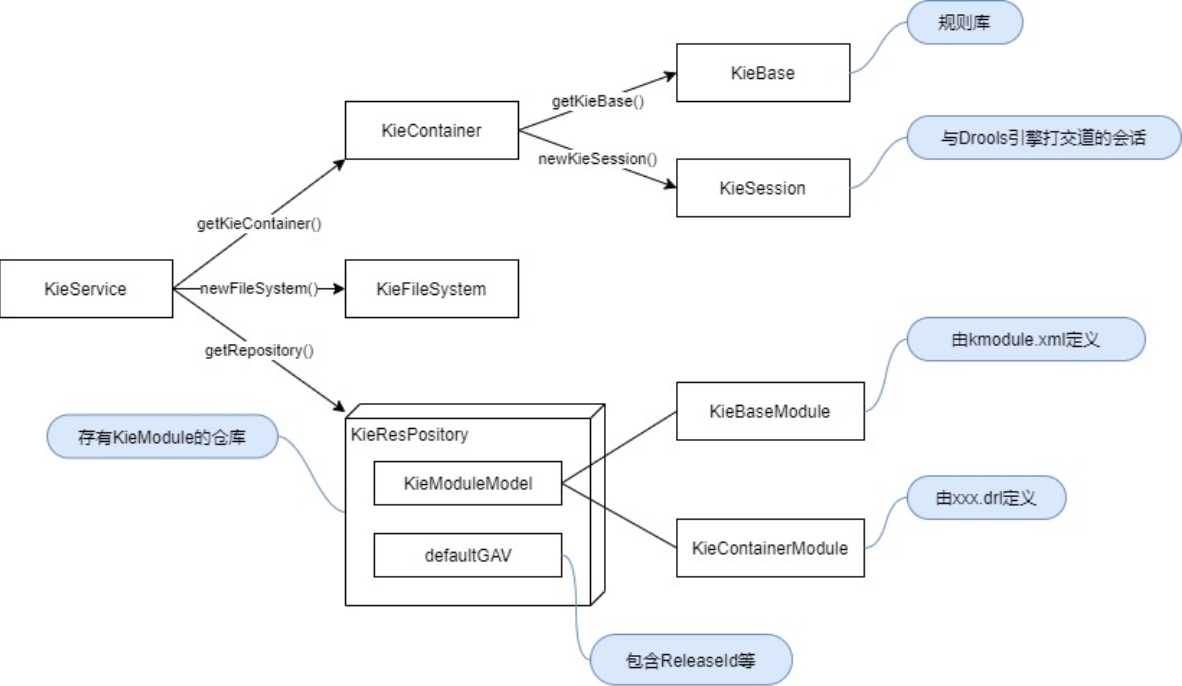 规则库
KieBase
getKieBase()
KieContainer
与Drools引擎打交道的会话
newKieSession()
KieSession
getKieContainer()
KieService
newFileSystem()
KieFileSystem
getRepository()
由kmodule.xml定义
KieBaseModule
存有KieModule的仓库
KieResPository
KieModuleModel
由xxx.drl定义
KieContainerModule
defaultGAV
包含ReleaseId等